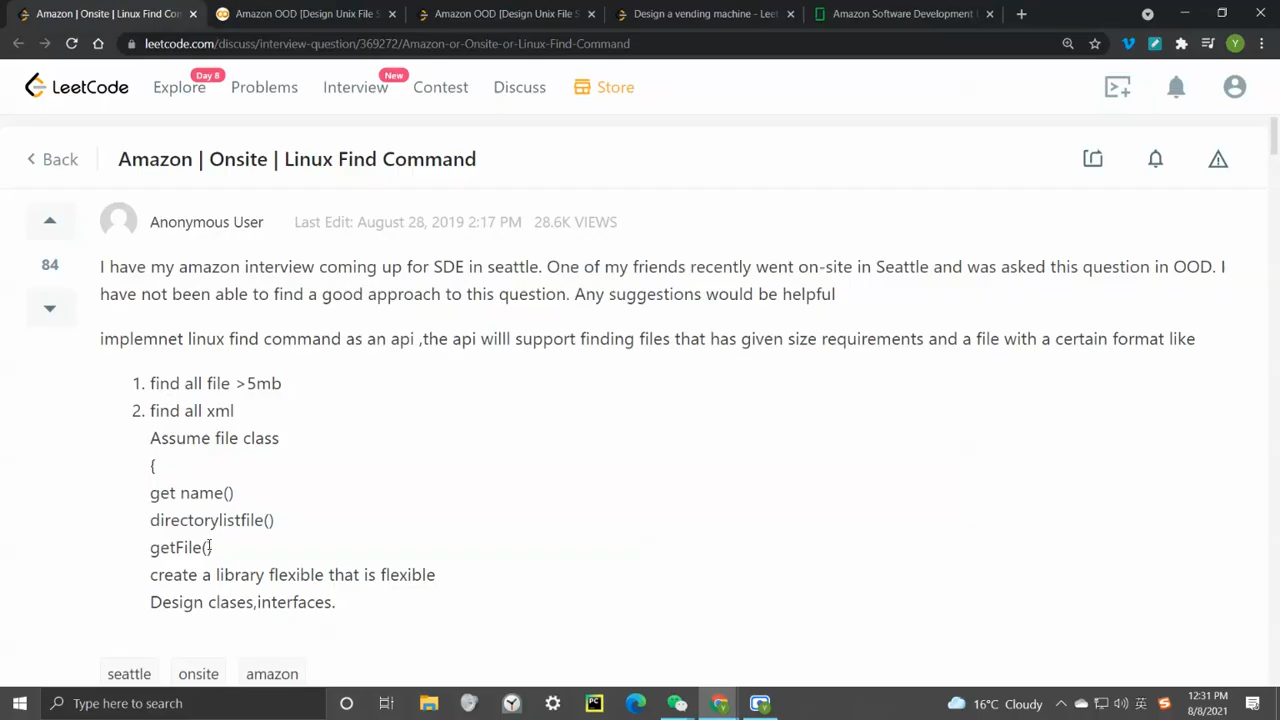 Amazon | Onsite | Linux Find Com
Amazon OOD [Design Unix File S
Amazon OOD [Design Unix File S
Design a vending machine - Leet
Amazon Software Development
leetcode.com/discuss/interview-question/369272/Amazon-or-Onsite-or-Linux-Find-Command
Y
LeetCode
Explore
Day 8
Problems
Interview
New
Contest
Discuss
Store
Back
Amazon | Onsite | Linux Find Command
Anonymous User
Last Edit: August 28, 2019 2:17 PM
28.6K VIEWS
84
I have my amazon interview coming up for SDE in seattle. One of my friends recently went on-site in Seattle and was asked this question in OOD. I
have not been able to find a good approach to this question. Any suggestions would be helpful
implemnet linux find command as an api ,the api willl support finding files that has given size requirements and a file with a certain format like
1. find all file >5mb
2. find all xml
Assume file class
{
get name()
directorylistfile()
getFile()
create a library flexible that is flexible
Design clases,interfaces.
seattle
onsite
amazon
Type here to search
PC
16°C Cloudy
英
12:31 PM
8/8/2021